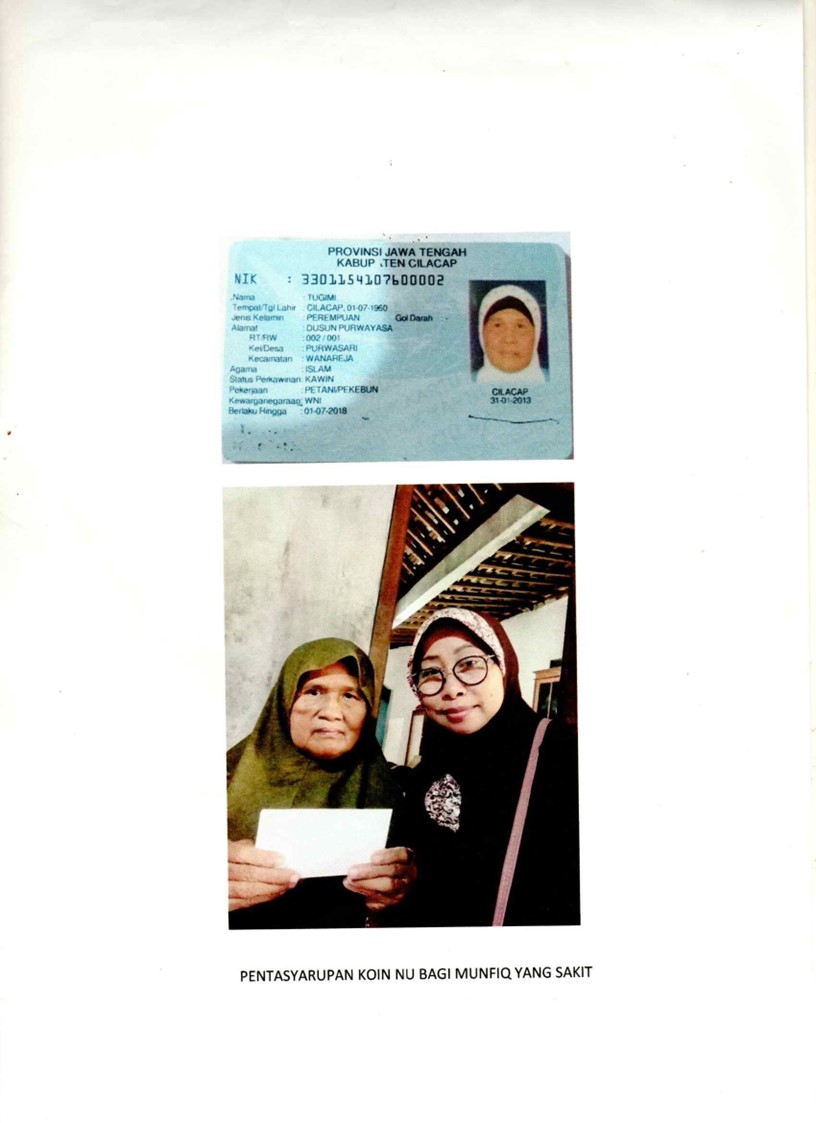 PROVINSI JAWA TENGAH
KABUP .TEN CILACAP
NIK : 3301154107600002
Nama : TUGIMI
Tempat/Tgl Lahir : CILACAP, 01-07-1960
Jenis Kelamin : PEREMPUAN Gol Darah : -
Alamat : DUSUN PURWAYASA
RT/RW : 002 / 001
Kel/Desa : PURWASARI
Kecamatan : WANAREJA
Agama : ISLAM
Status Perkawinan: KAWIN
Pekerjaan : PETANI/PEKEBUN
Kewarganegaraan: WNI
Berlaku Hingga : 01-07-2018
CILACAP
31-01-2013
PENTASYARUPAN KOIN NU BAGI MUNFIQ YANG SAKIT